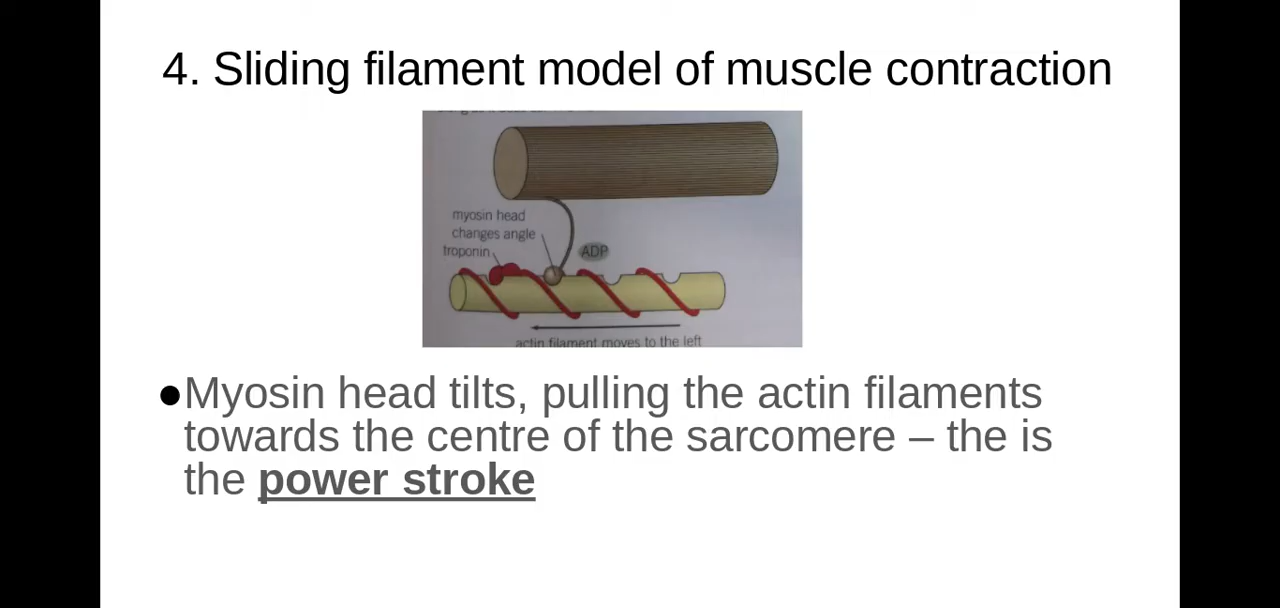 4. Sliding filament model of muscle contraction
myosin head
changes angle
troponin
ADP
actin filament moves to the left
●Myosin head tilts, pulling the actin filaments
towards the centre of the sarcomere – the is
the power stroke